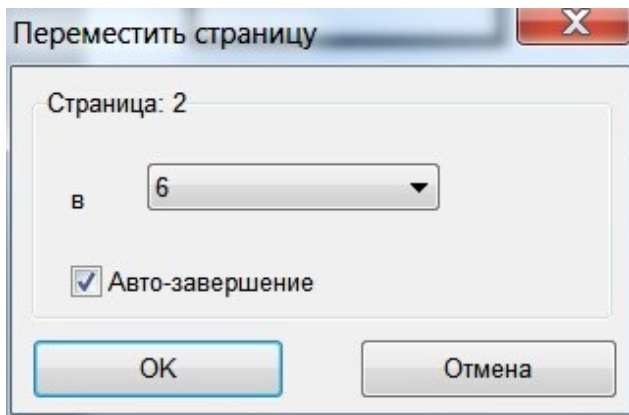 Переместить страницу
Страница: 2
в
6
Авто-завершение
OK
Отмена